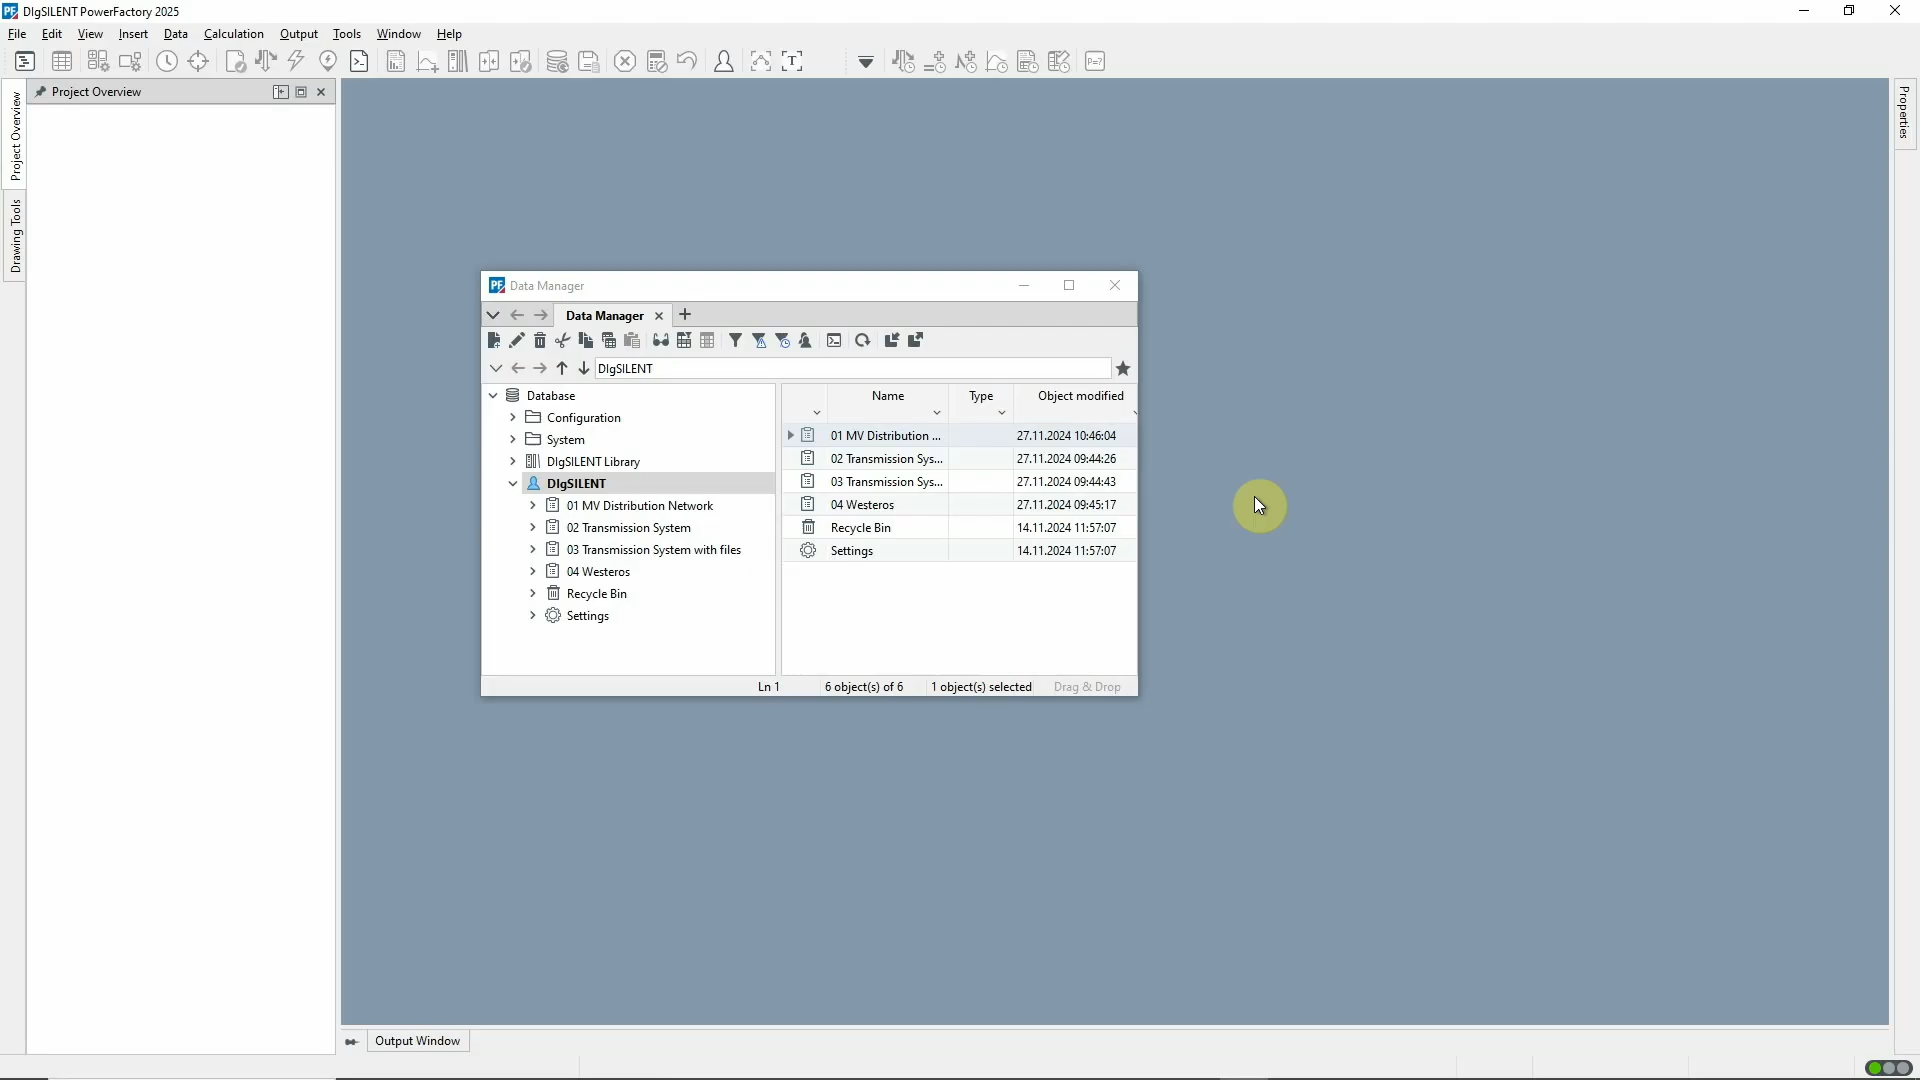 DIgSILENT PowerFactory 2025
File Edit View Insert Data Calculation Output Tools Window Help
Project Overview
Project Overview
Drawing Tools
Properties
Data Manager
Data Manager
DIgSILENT
Database
Configuration
System
DIgSILENT Library
DIgSILENT
01 MV Distribution Network
02 Transmission System
03 Transmission System with files
04 Westeros
Recycle Bin
Settings
Name Type Object modified
01 MV Distribution ... 27.11.2024 10:46:04
02 Transmission Sys... 27.11.2024 09:44:26
03 Transmission Sys... 27.11.2024 09:44:43
04 Westeros 27.11.2024 09:45:17
Recycle Bin 14.11.2024 11:57:07
Settings 14.11.2024 11:57:07
Ln 1 6 object(s) of 6 1 object(s) selected Drag & Drop
Output Window